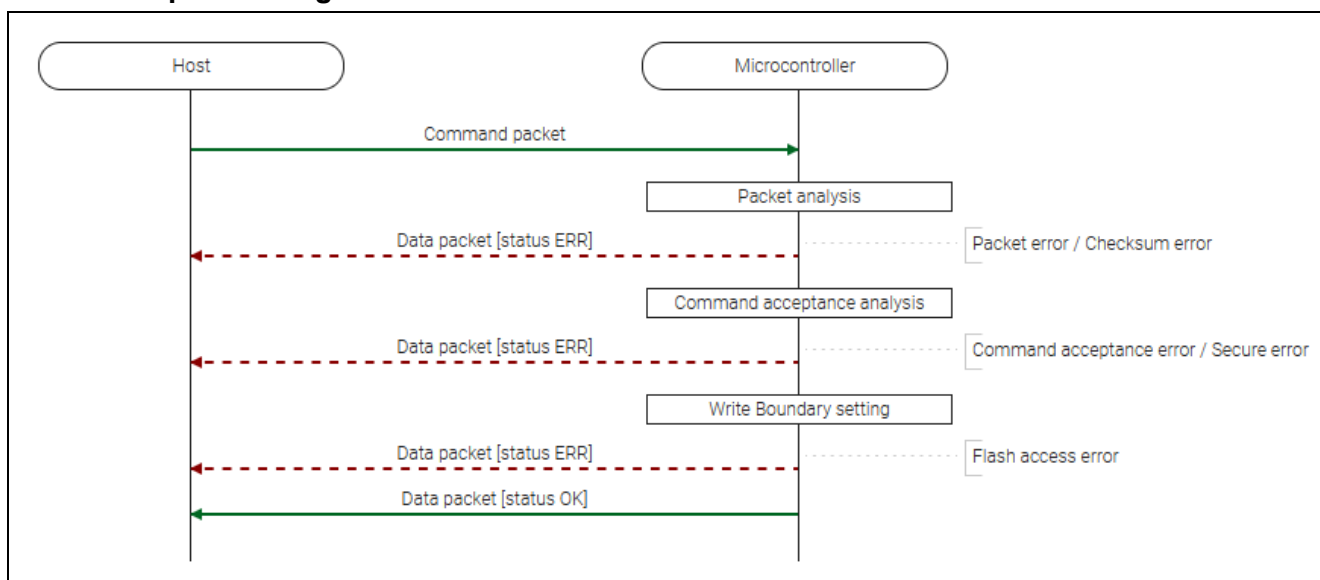 Host
Microcontroller
Command packet
Packet analysis
Data packet [status ERR]
Packet error / Checksum error
Command acceptance analysis
Data packet [status ERR]
Command acceptance error / Secure error
Write Boundary setting
Data packet [status ERR]
Flash access error
Data packet [status OK]